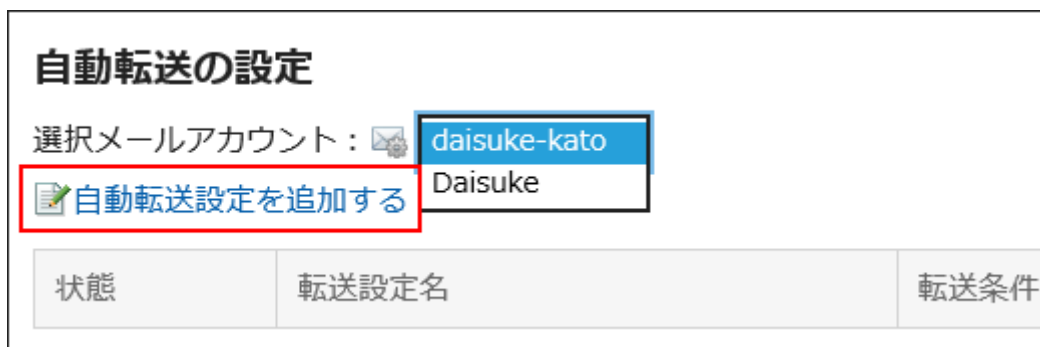 自動転送の設定
選択メールアカウント： daisuke-kato
Daisuke
自動転送設定を追加する
状態 転送設定名 転送条件